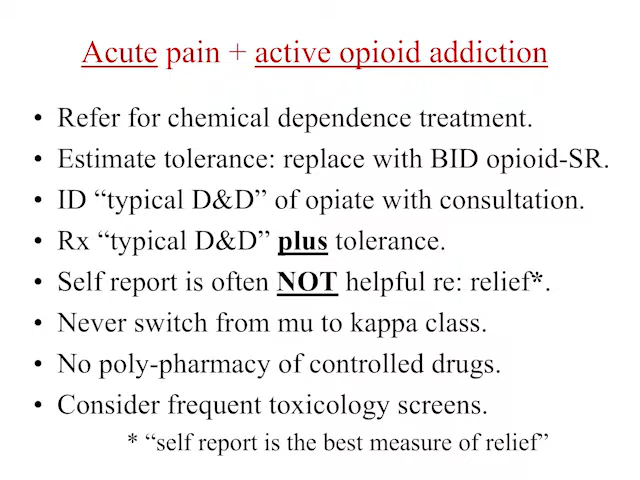 Acute pain + active opioid addiction
• Refer for chemical dependence treatment.
• Estimate tolerance: replace with BID opioid-SR.
• ID “typical D&D” of opiate with consultation.
• Rx “typical D&D” plus tolerance.
• Self report is often NOT helpful re: relief*.
• Never switch from mu to kappa class.
• No poly-pharmacy of controlled drugs.
• Consider frequent toxicology screens.
* “self report is the best measure of relief”